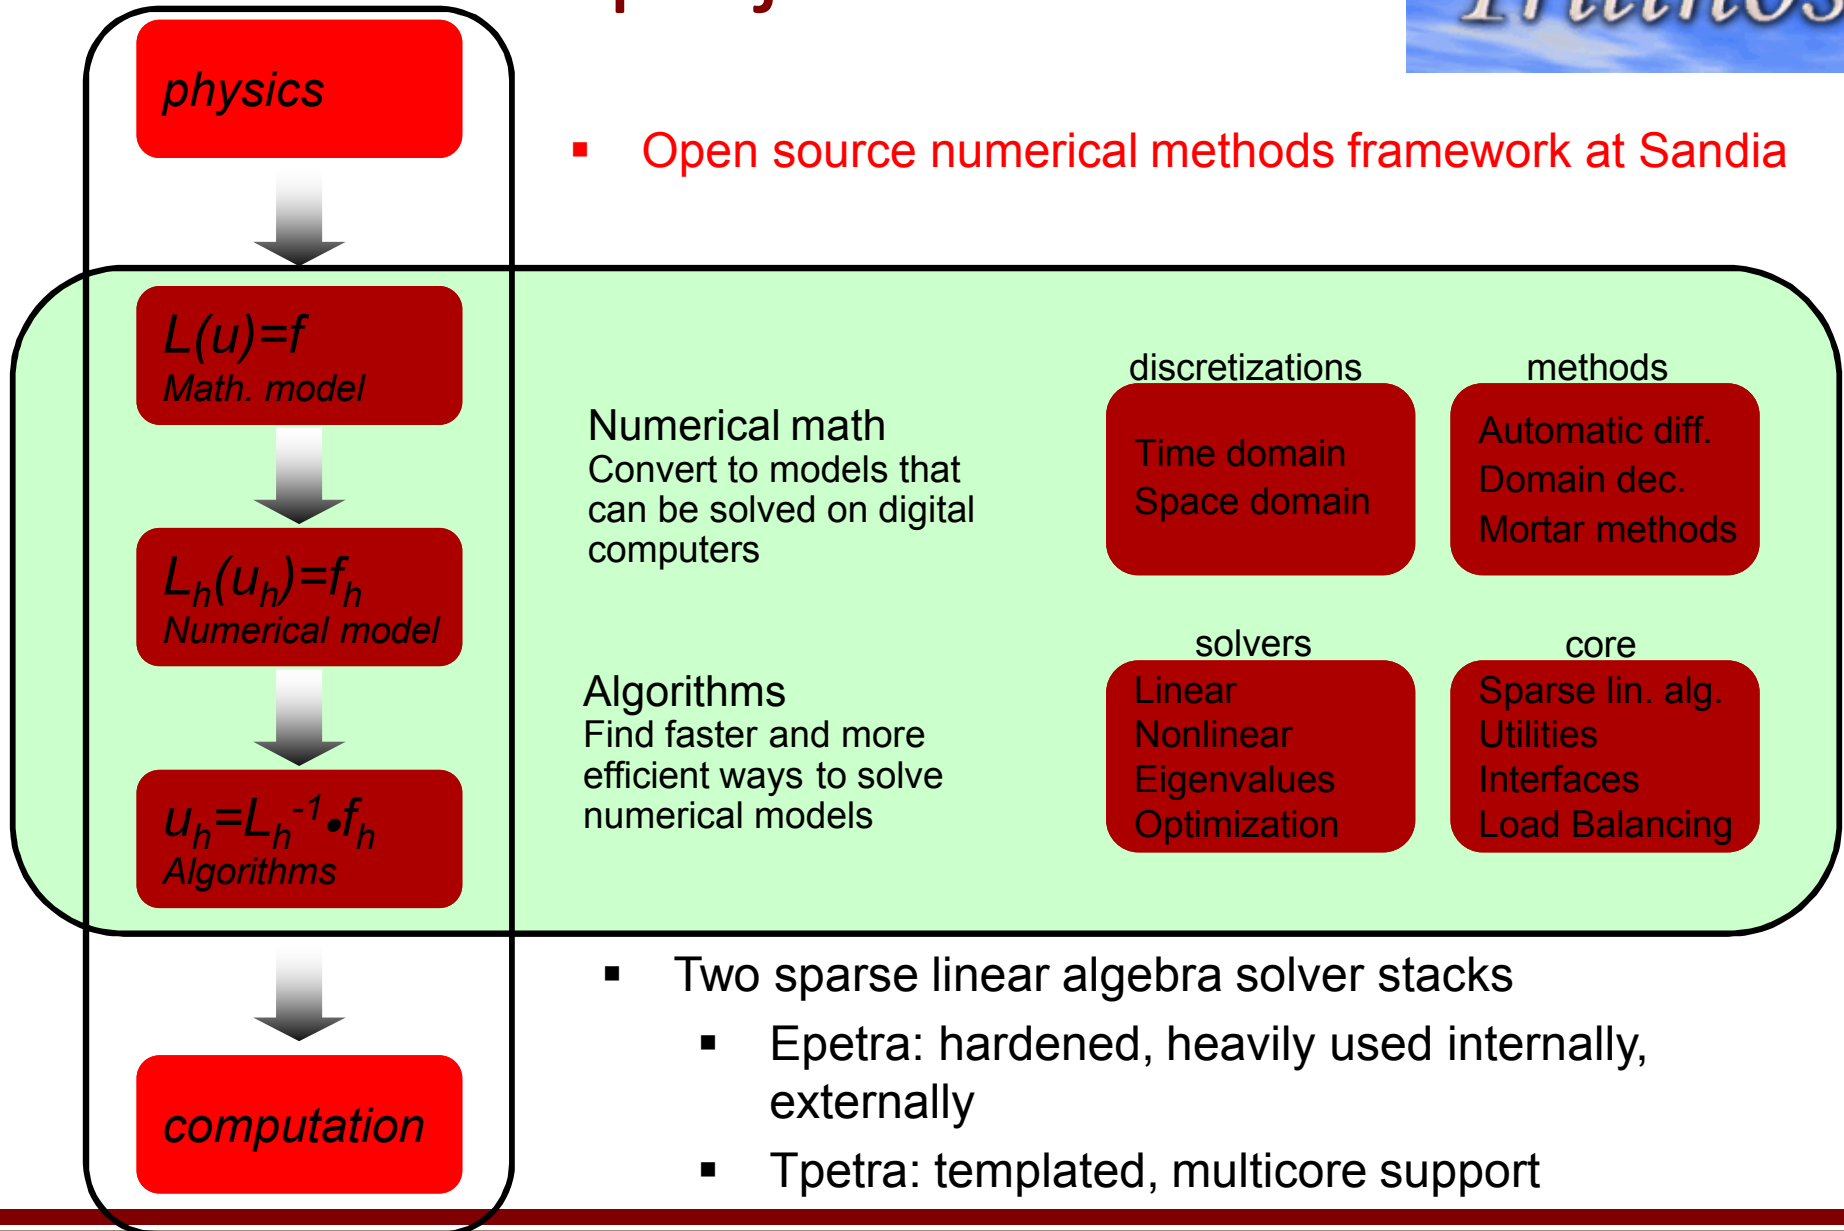 physics
Open source numerical methods framework at Sandia
L(u)=f
Math. model
Lh(uh)=fh
Numerical model
uh=Lh-1•fh
Algorithms
computation
Numerical math
Convert to models that
can be solved on digital
computers
discretizations
Time domain
Space domain
methods
Automatic diff.
Domain dec.
Mortar methods
Algorithms
Find faster and more
efficient ways to solve
numerical models
solvers
Linear
Nonlinear
Eigenvalues
Optimization
core
Sparse lin. alg.
Utilities
Interfaces
Load Balancing
▪ Two sparse linear algebra solver stacks
▪ Epetra: hardened, heavily used internally,
externally
▪ Tpetra: templated, multicore support